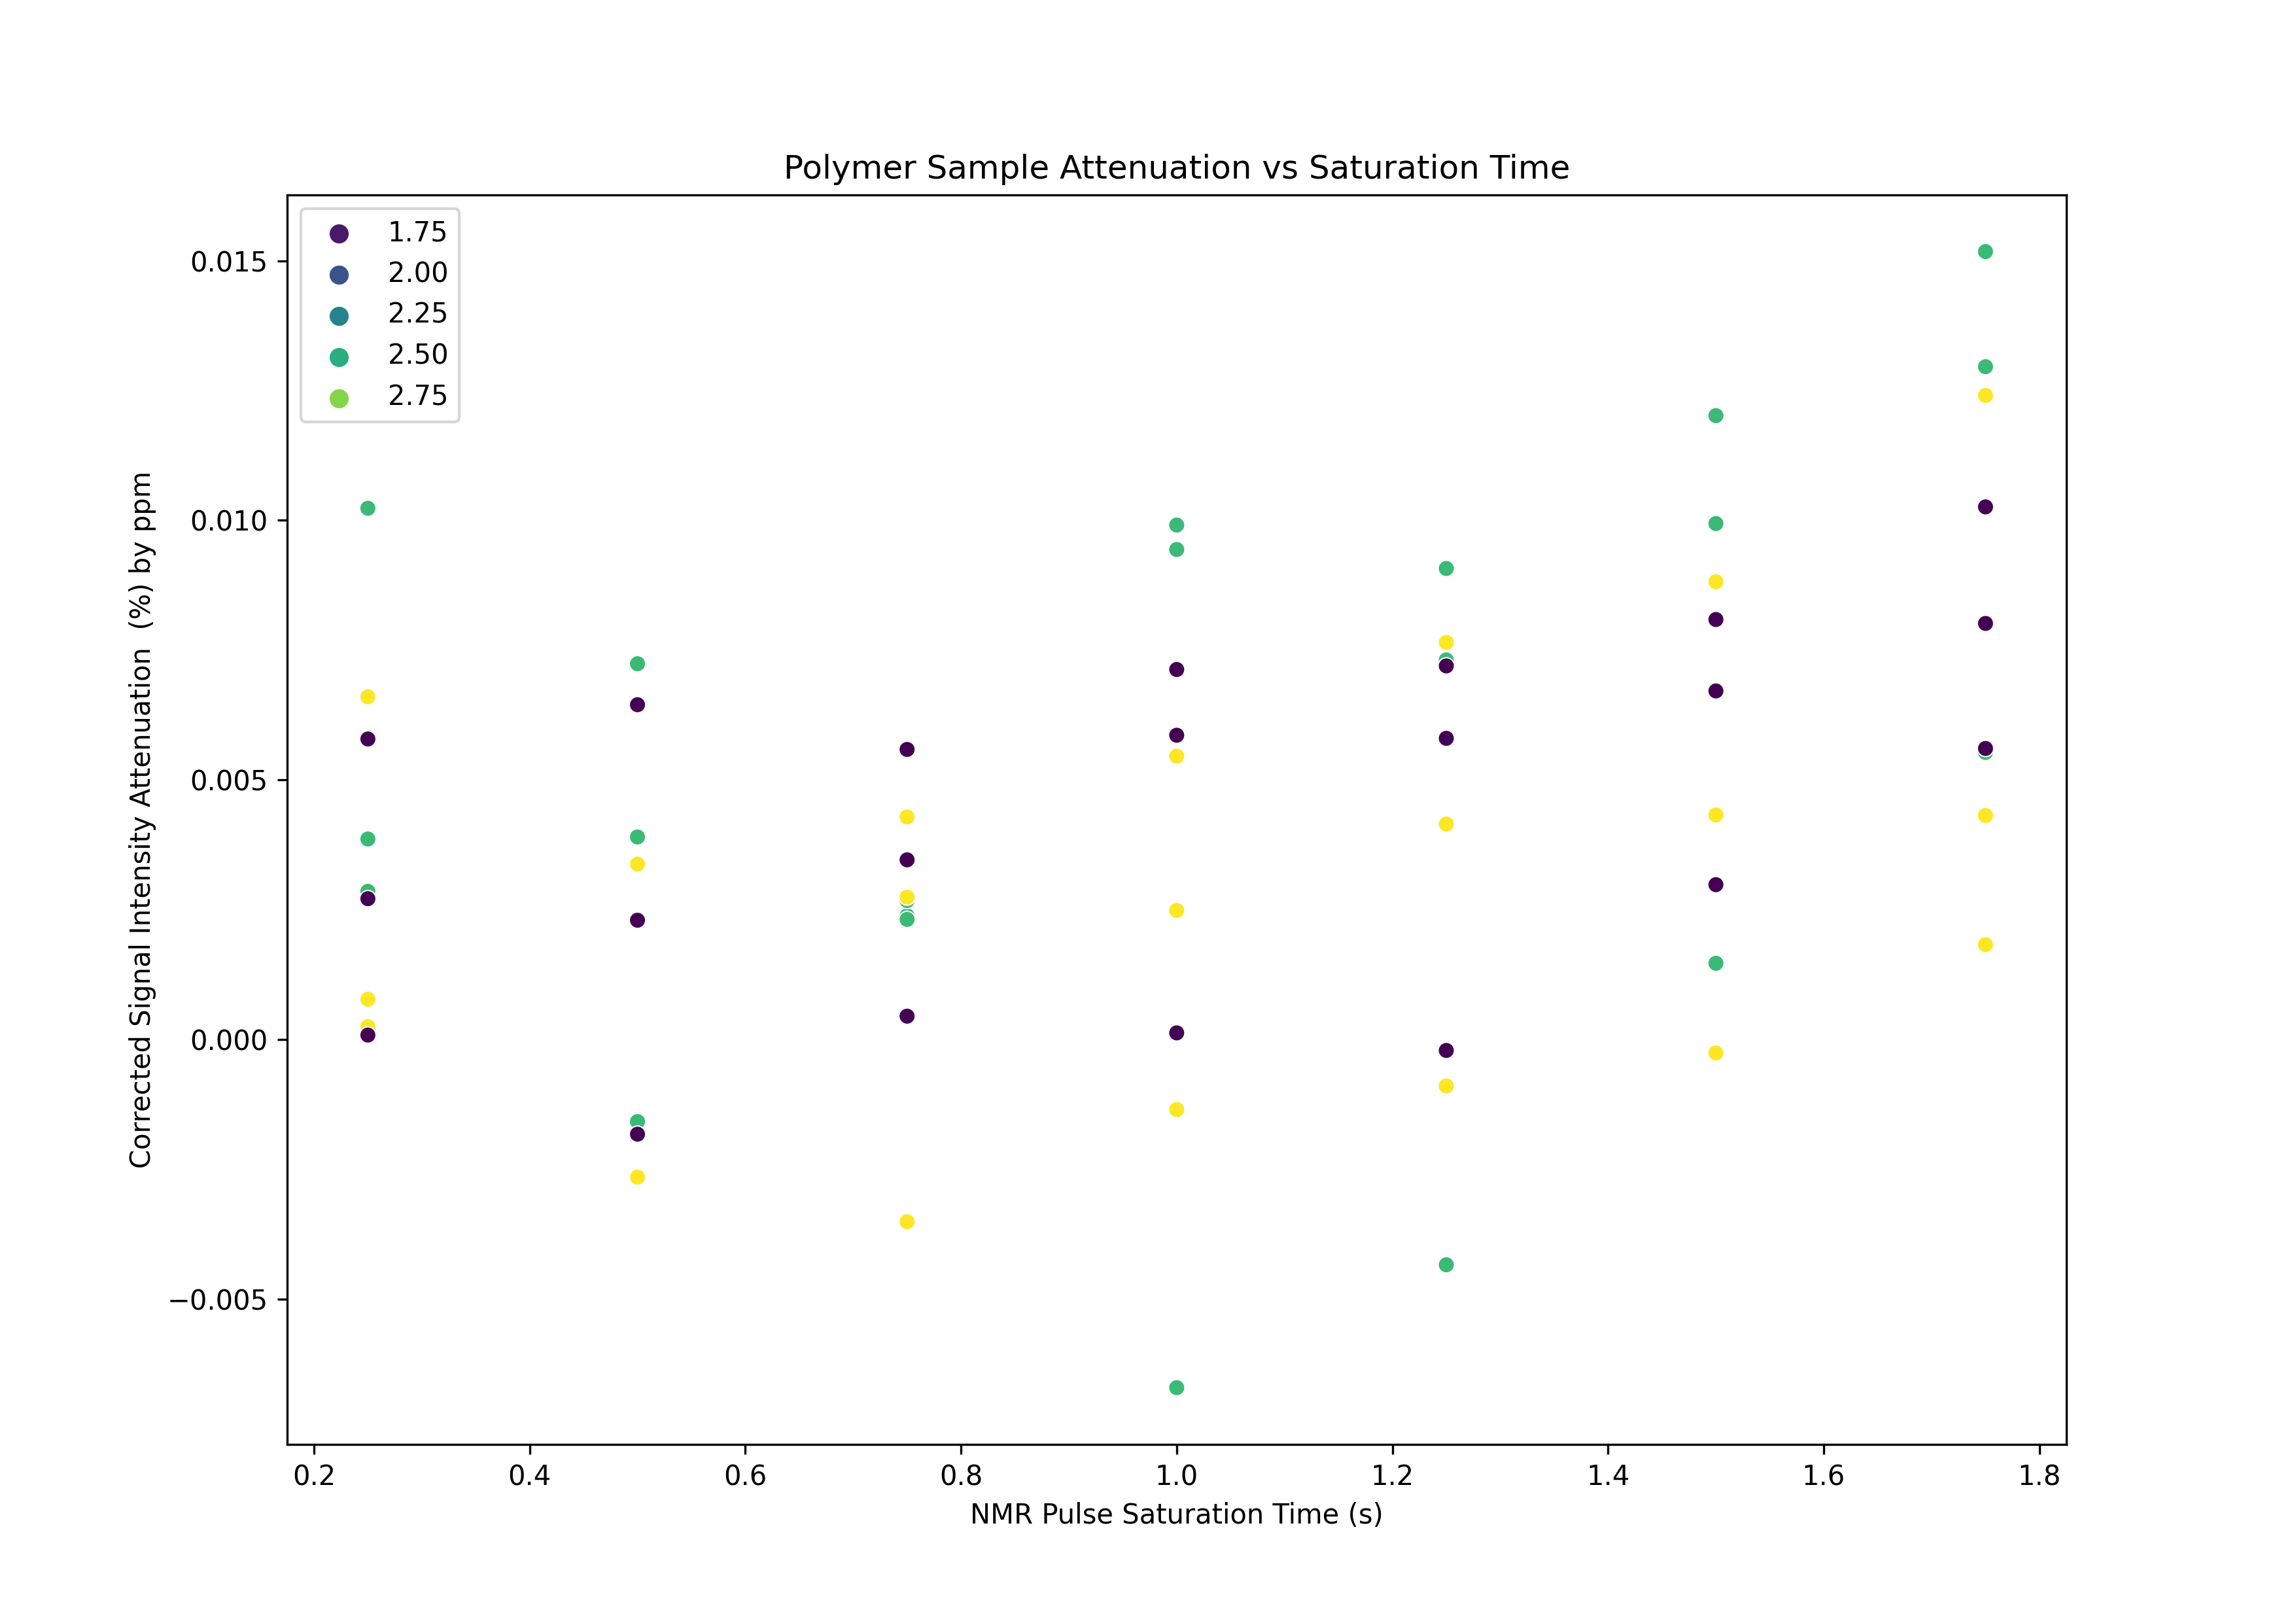 Polymer Sample Attenuation vs Saturation Time
1.75
2.00
2.25
2.50
2.75
0.015
0.010
0.005
0.000
−0.005
Corrected Signal Intensity Attenuation  (%) by ppm
0.2 0.4 0.6 0.8 1.0 1.2 1.4 1.6 1.8
NMR Pulse Saturation Time (s)